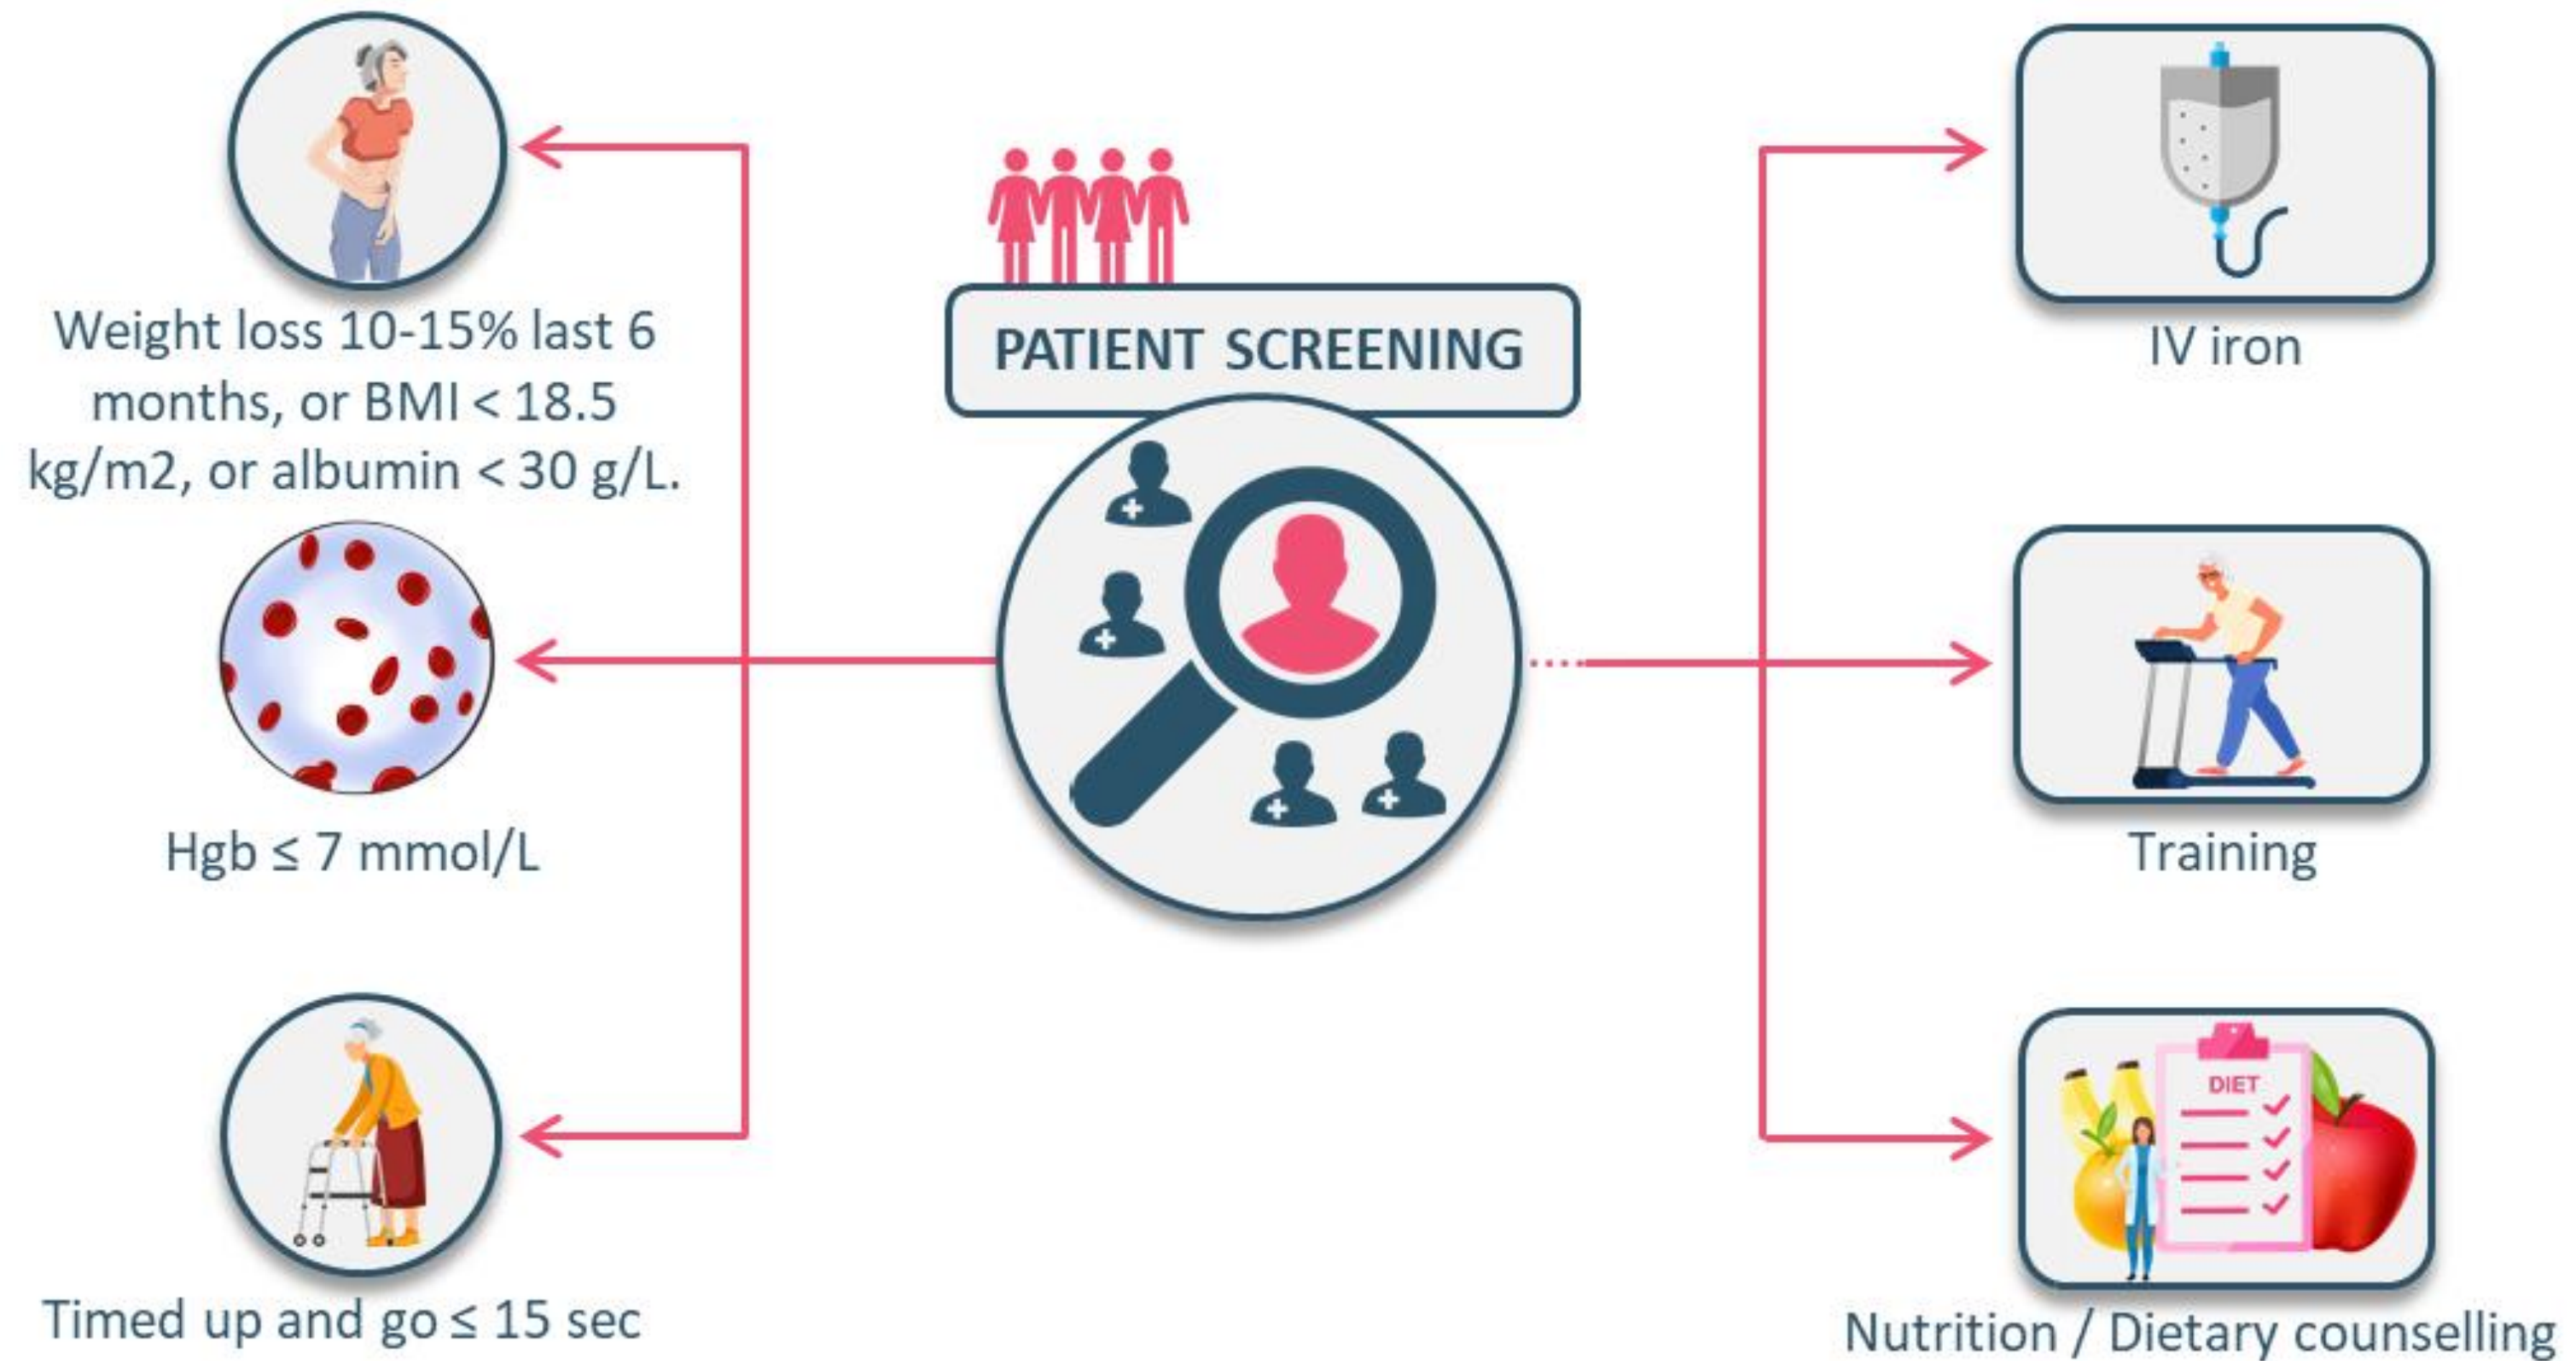 Weight loss 10-15% last 6
months, or BMI < 18.5
kg/m2, or albumin < 30 g/L.
Hgb ≤ 7 mmol/L
Timed up and go ≤ 15 sec
PATIENT SCREENING
IV iron
Training
DIET
Nutrition / Dietary counselling